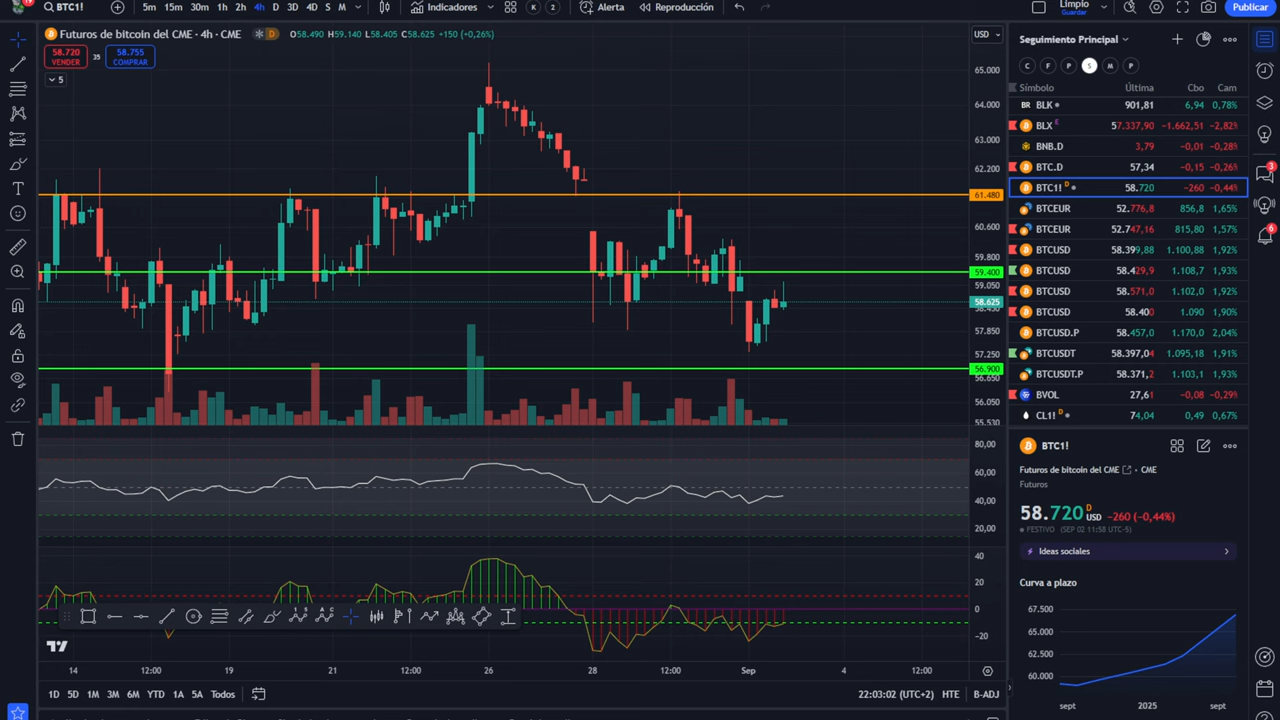 BTC1!
5m 15m 30m 1h 2h 4h D 3D 4D S M
Indicadores
K 2
Alerta
Reproducción
Limpio
Guardar
Publicar
Futuros de bitcoin del CME · 4h · CME
D
O58.490 H59.140 L58.405 C58.625 +150 (+0,26%)
58.720
VENDER
35
58.755
COMPRAR
5
USD
65.000
64.000
63.000
62.200
61.480
60.600
59.800
59.400
59.050
58.625
58.450
57.850
57.250
56.900
56.650
56.050
55.530
80,00
60,00
40,00
20,00
40
20
0
−20
14 12:00 19 21 12:00 26 28 12:00 Sep 4 12:00
1D 5D 1M 3M 6M YTD 1A 5A Todos
22:03:02 (UTC+2) HTE B-ADJ
Seguimiento Principal
C F P S M P
Símbolo Última Cbo Cam
BLK 901,81 6,94 0,78%
BLX E 57.337,90 −1.662,51 −2,82%
BNB.D 3,79 −0,01 −0,28%
BTC.D 57,34 −0,15 −0,26%
BTC1! D 58.720 −260 −0,44%
BTCEUR 52.776,8 856,8 1,65%
BTCEUR 52.747,16 815,80 1,57%
BTCUSD 58.399,88 1.100,88 1,92%
BTCUSD 58.429,9 1.108,7 1,93%
BTCUSD 58.571,0 1.102,0 1,92%
BTCUSD 58.400 1.090 1,90%
BTCUSD.P 58.457,0 1.170,0 2,04%
BTCUSDT 58.397,04 1.095,18 1,91%
BTCUSDT.P 58.371,2 1.103,1 1,93%
BVOL 27,61 −0,08 −0,29%
CL1! D 74,04 0,49 0,67%
BTC1!
Futuros de bitcoin del CME · CME
Futuros
58.720 D USD −260 (−0,44%)
FESTIVO (SEP 02 11:58 UTC-5)
Ideas sociales
Curva a plazo
67.500
65.000
60.000
sept 2025 sept
3
6